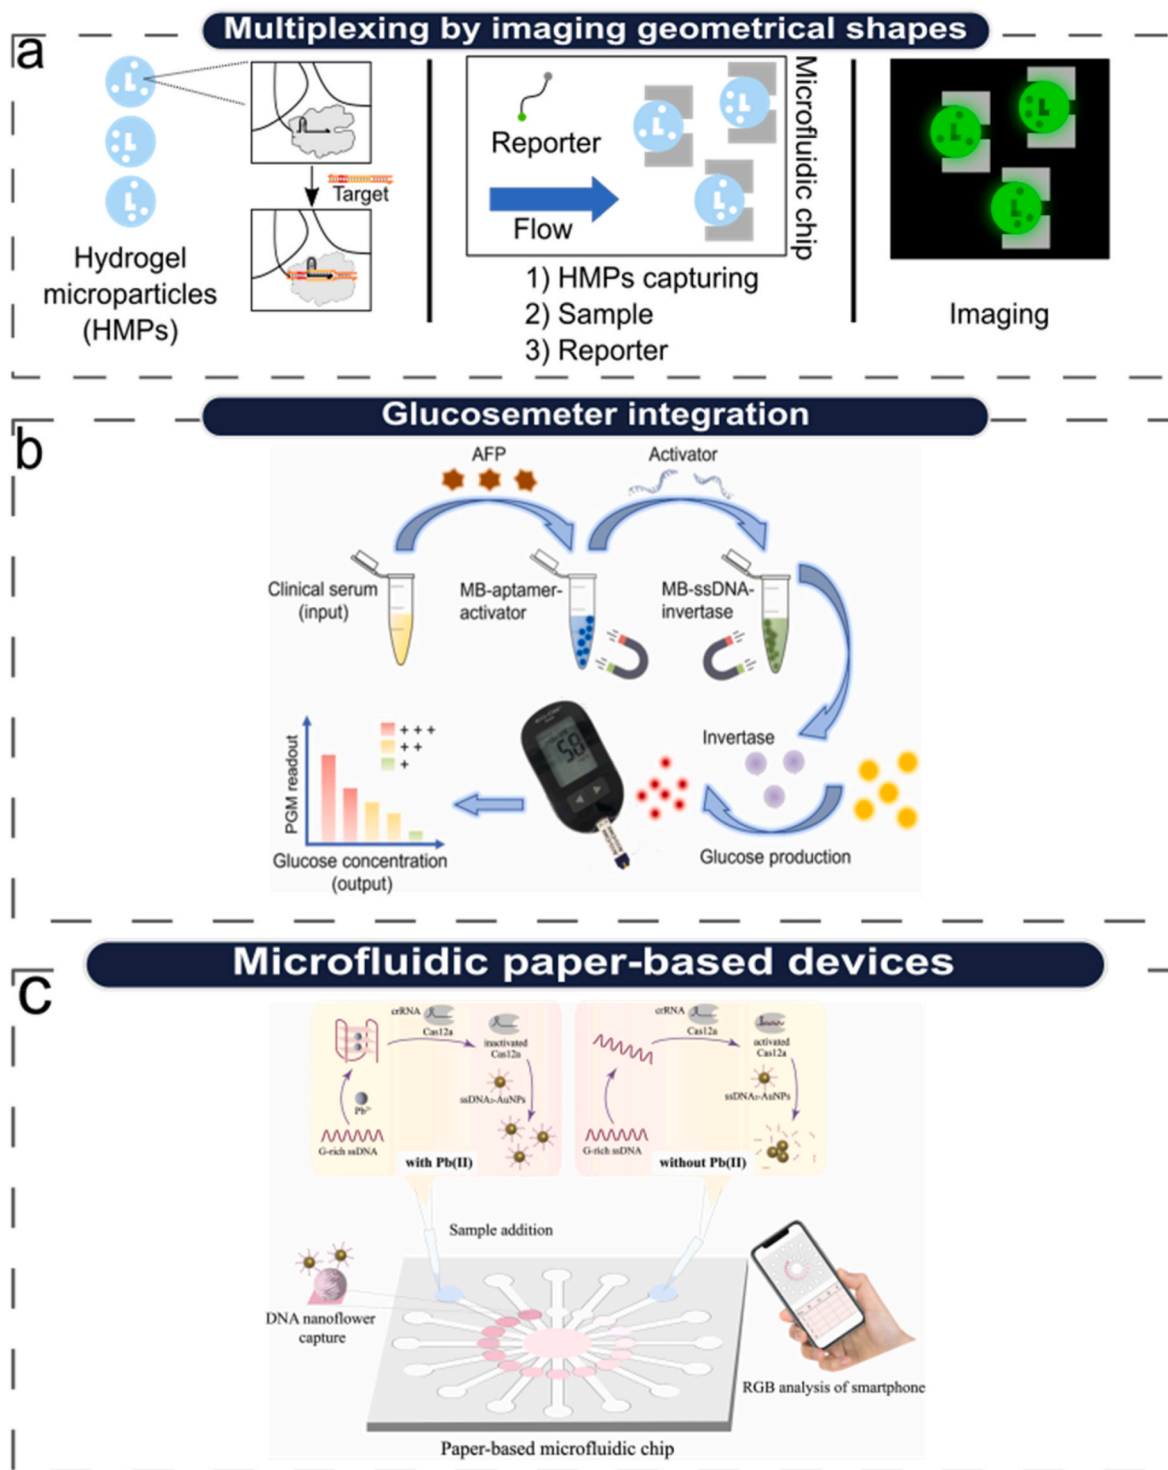 Multiplexing by imaging geometrical shapes
a
Hydrogel
microparticles
(HMPs)
Target
Reporter
Flow
Microfluidic chip
1) HMPs capturing
2) Sample
3) Reporter
Imaging
Glucosemeter integration
b
AFP
Activator
Clinical serum
(input)
MB-aptamer-
activator
MB-ssDNA-
invertase
Invertase
Glucose production
58
PGM readout
+ + +
+ +
+
Glucose concentration
(output)
Microfluidic paper-based devices
c
crRNA
Cas12a
inactivated
Cas12a
Pb²⁺
ssDNA₂-AuNPs
G-rich ssDNA
with Pb(II)
crRNA
Cas12a
activated
Cas12a
ssDNA₂-AuNPs
G-rich ssDNA
without Pb(II)
Sample addition
DNA nanoflower
capture
RGB analysis of smartphone
Paper-based microfluidic chip